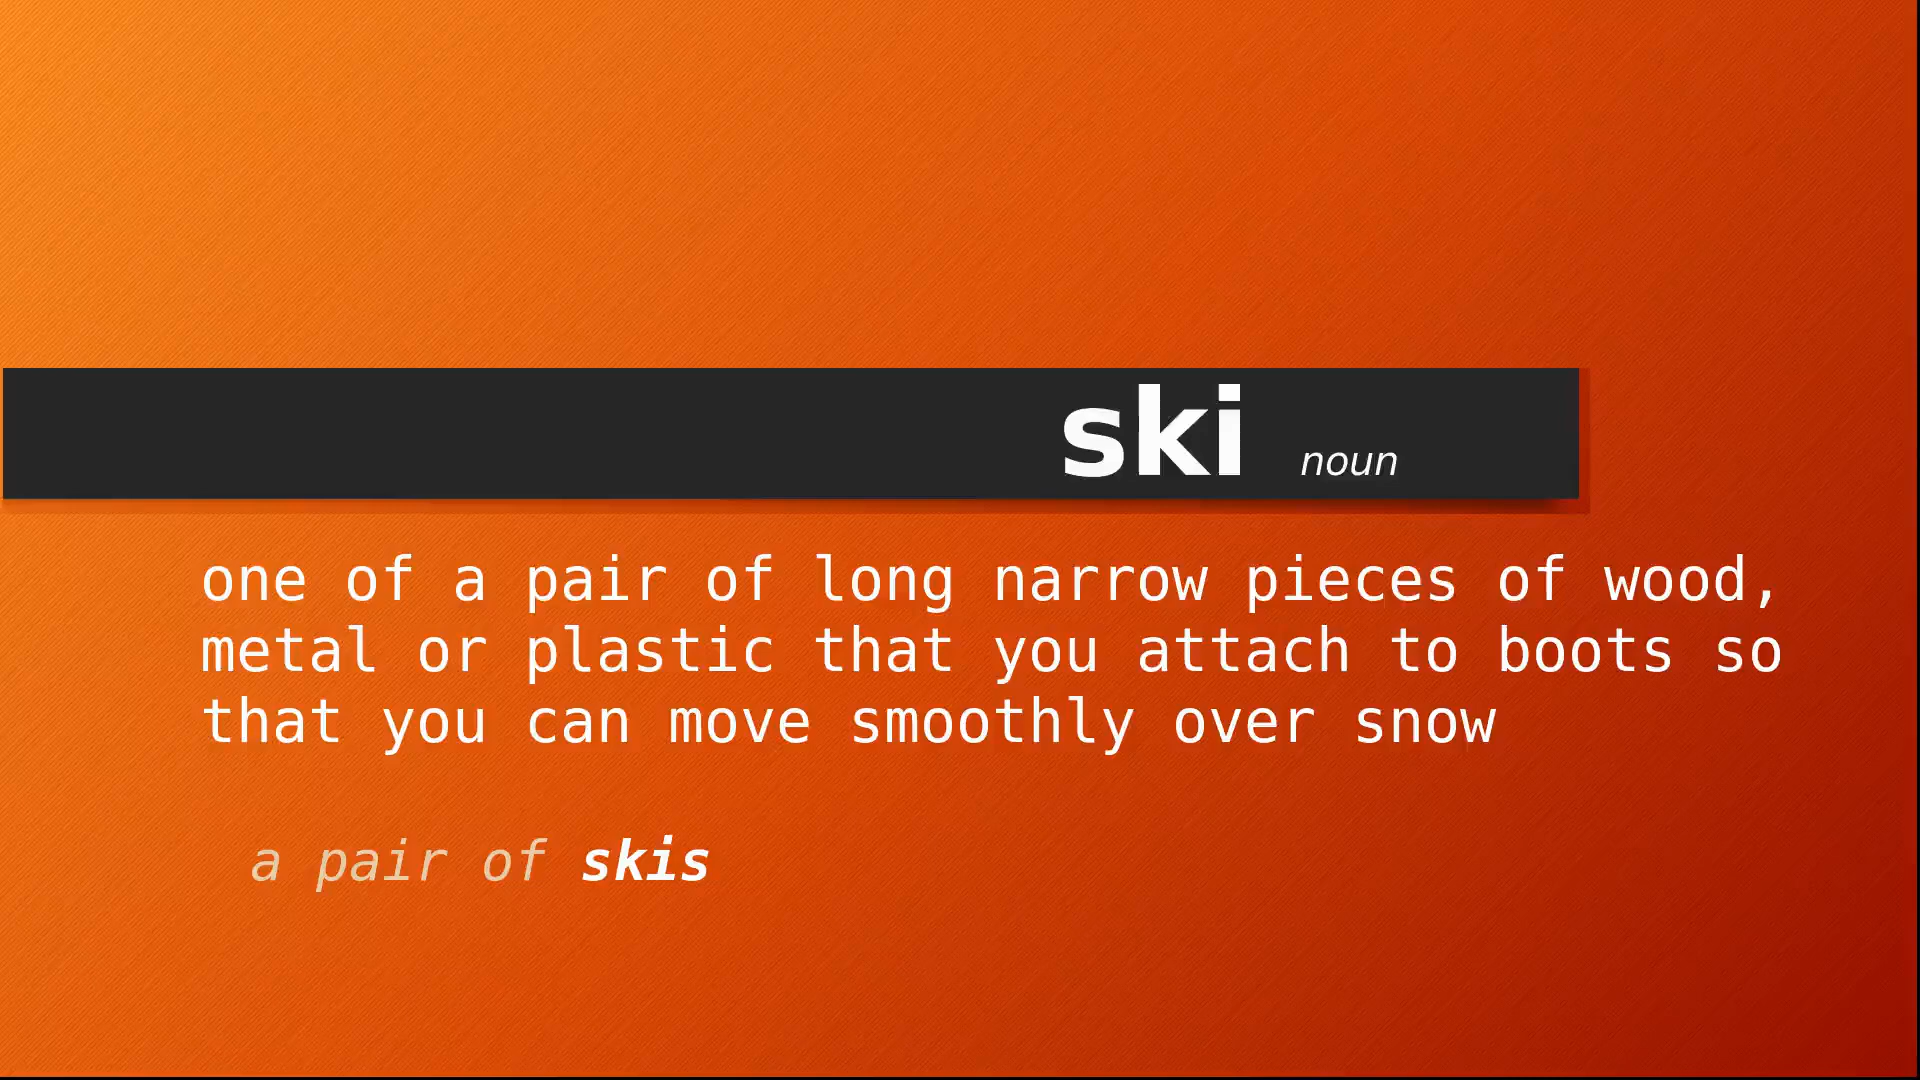 ski noun
one of a pair of long narrow pieces of wood,
metal or plastic that you attach to boots so
that you can move smoothly over snow
a pair of skis